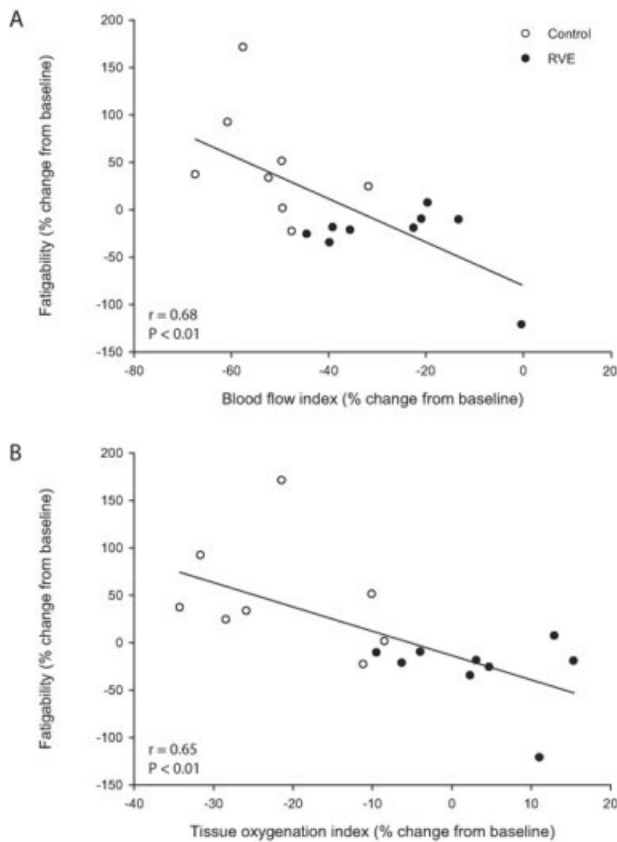 A
Control
RVE
Fatigability (% change from baseline)
200
150
100
50
0
-50
-100
-150
r = 0.68
P < 0.01
-80
-60
-40
-20
0
20
Blood flow index (% change from baseline)
B
Fatigability (% change from baseline)
200
150
100
50
0
-50
-100
-150
r = 0.65
P < 0.01
-40
-30
-20
-10
0
10
20
Tissue oxygenation index (% change from baseline)